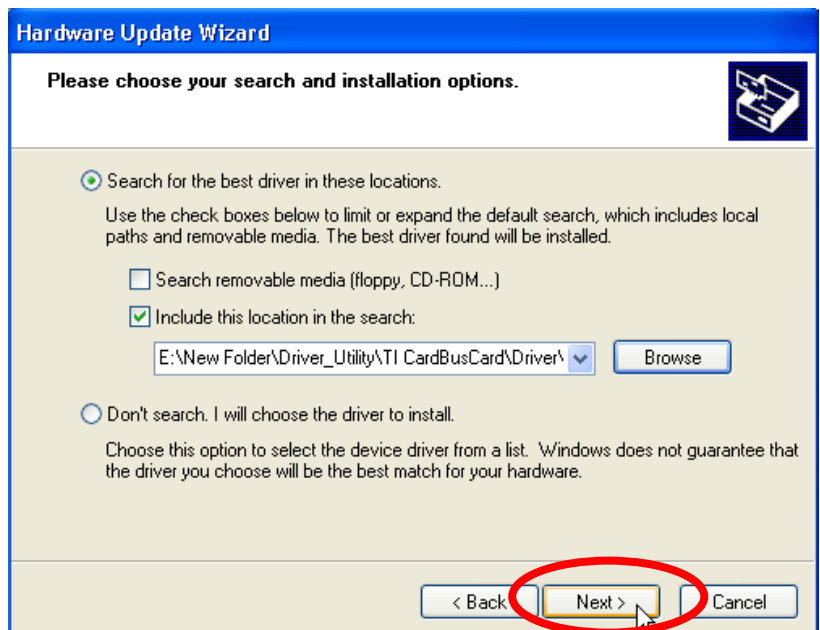 Hardware Update Wizard
Please choose your search and installation options.
Search for the best driver in these locations.
Use the check boxes below to limit or expand the default search, which includes local
paths and removable media. The best driver found will be installed.
Search removable media (floppy, CD-ROM...)
Include this location in the search:
E:\New Folder\Driver_Utility\TI CardBusCard\Driver\
Browse
Don't search. I will choose the driver to install.
Choose this option to select the device driver from a list. Windows does not guarantee that
the driver you choose will be the best match for your hardware.
< Back Next > Cancel